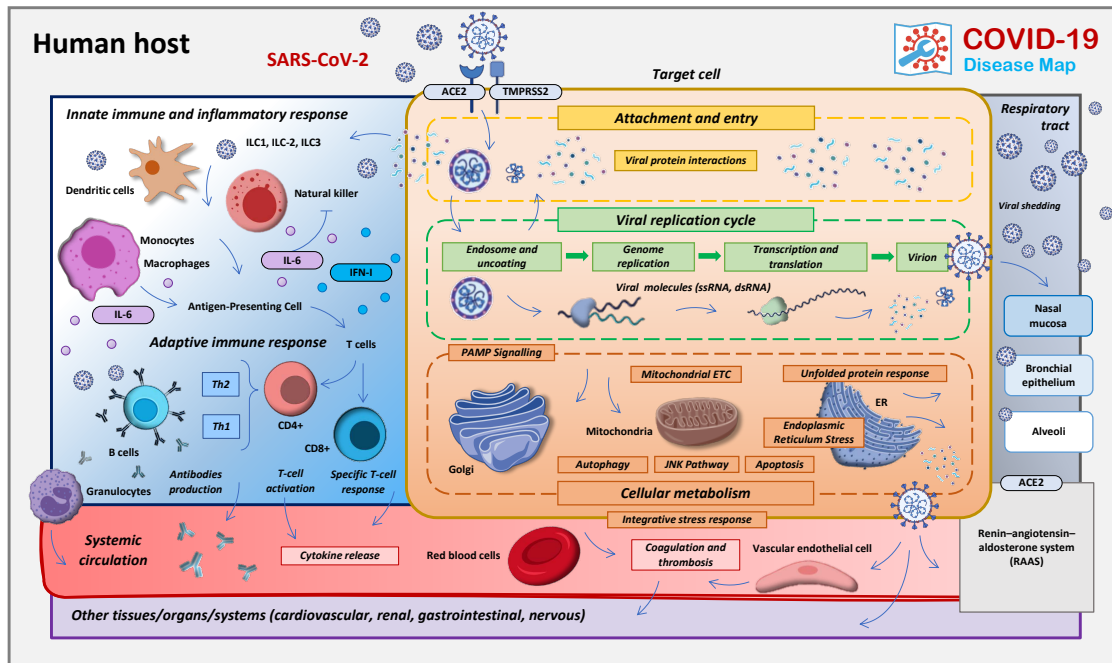 Human host
SARS-CoV-2
COVID-19
Disease Map
ACE2
TMPRSS2
Target cell
Innate immune and inflammatory response
ILC1, ILC-2, ILC3
Dendritic cells
Natural killer
Monocytes
Macrophages
IL-6
IFN-I
IL-6
Antigen-Presenting Cell
Adaptive immune response
T cells
Th2
Th1
CD4+
CD8+
B cells
Granulocytes
Antibodies
production
T-cell
activation
Specific T-cell
response
Attachment and entry
Viral protein interactions
Viral replication cycle
Endosome and
uncoating
Genome
replication
Transcription and
translation
Virion
Viral molecules (ssRNA, dsRNA)
PAMP Signalling
Mitochondrial ETC
Unfolded protein response
ER
Mitochondria
Endoplasmic
Reticulum Stress
Golgi
Autophagy
JNK Pathway
Apoptosis
Cellular metabolism
Integrative stress response
Respiratory
tract
Viral shedding
Nasal
mucosa
Bronchial
epithelium
Alveoli
ACE2
Renin–angiotensin–
aldosterone system
(RAAS)
Systemic
circulation
Cytokine release
Red blood cells
Coagulation and
thrombosis
Vascular endothelial cell
Other tissues/organs/systems (cardiovascular, renal, gastrointestinal, nervous)